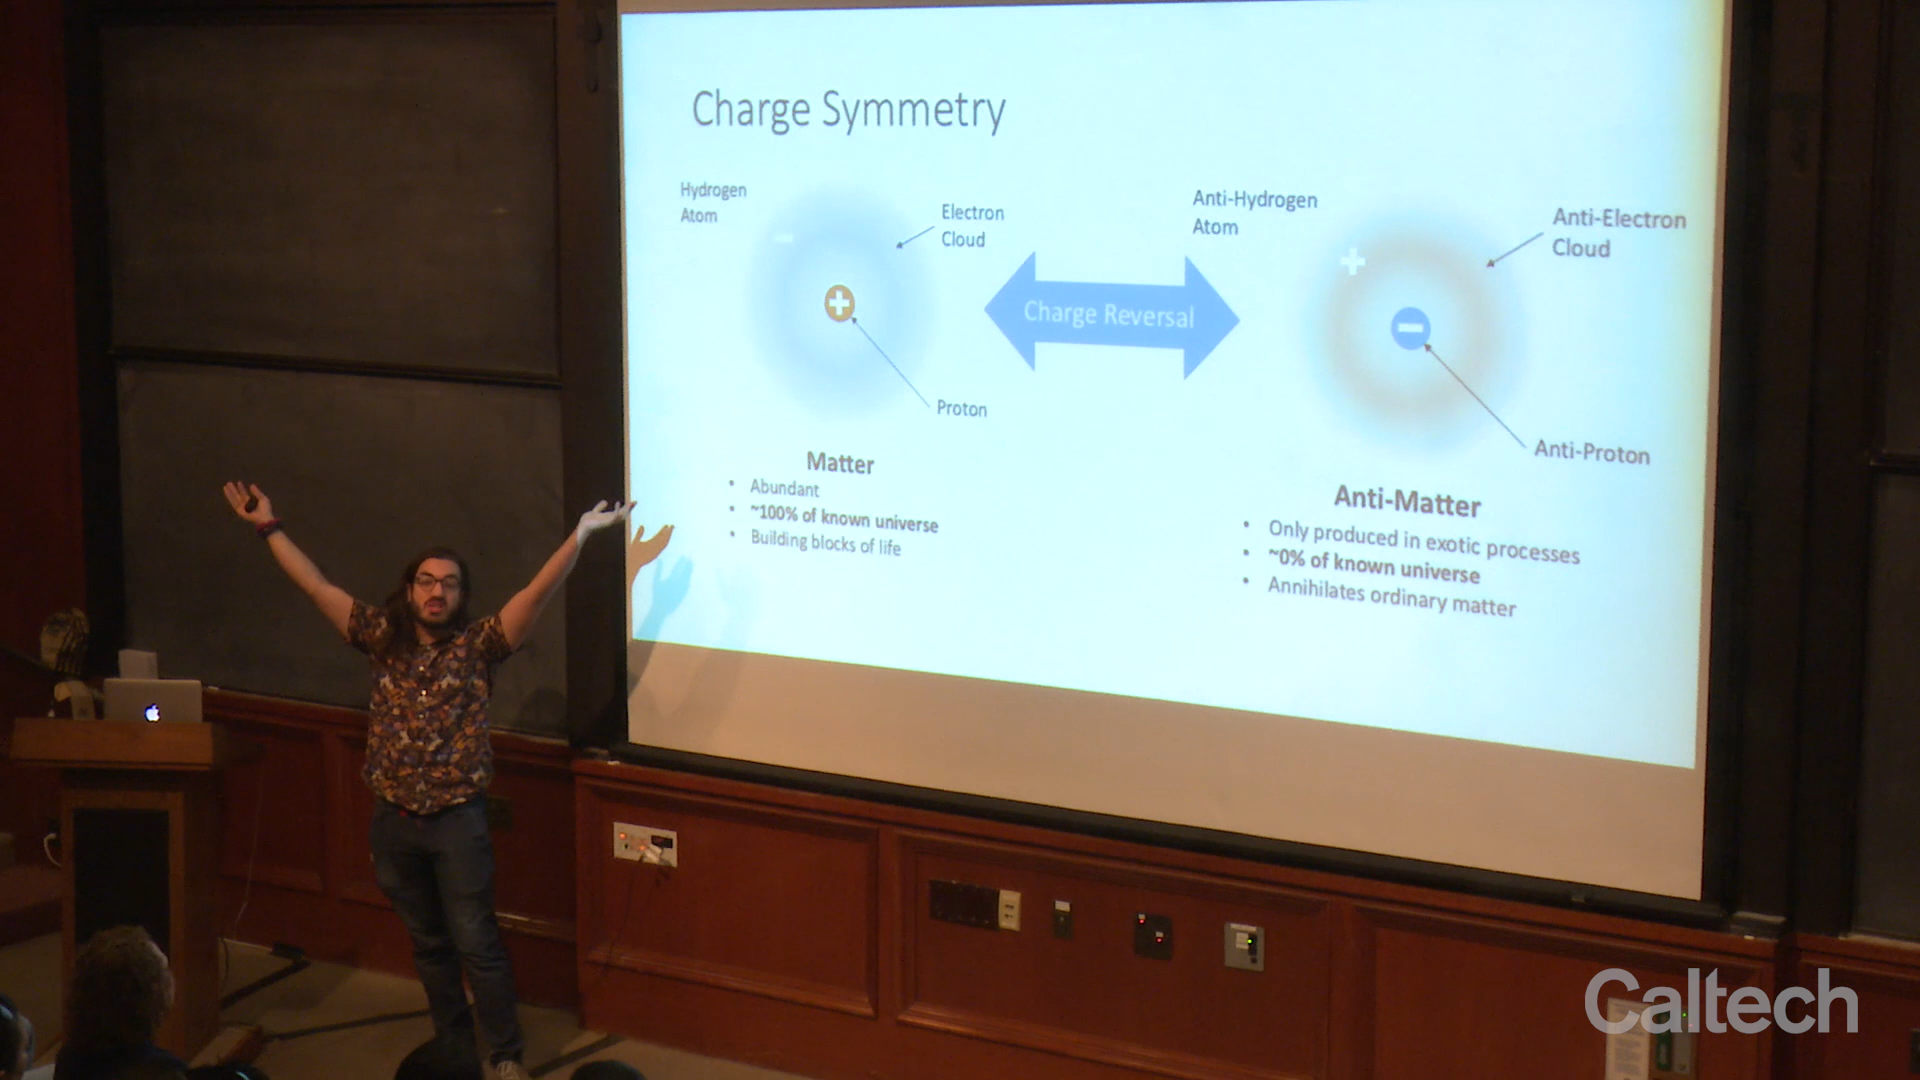 Charge Symmetry
Hydrogen
Atom
Electron
Cloud
Proton
Charge Reversal
Anti-Hydrogen
Atom
Anti-Electron
Cloud
Anti-Proton
Matter
• Abundant
• ~100% of known universe
• Building blocks of life
Anti-Matter
• Only produced in exotic processes
• ~0% of known universe
• Annihilates ordinary matter
Caltech